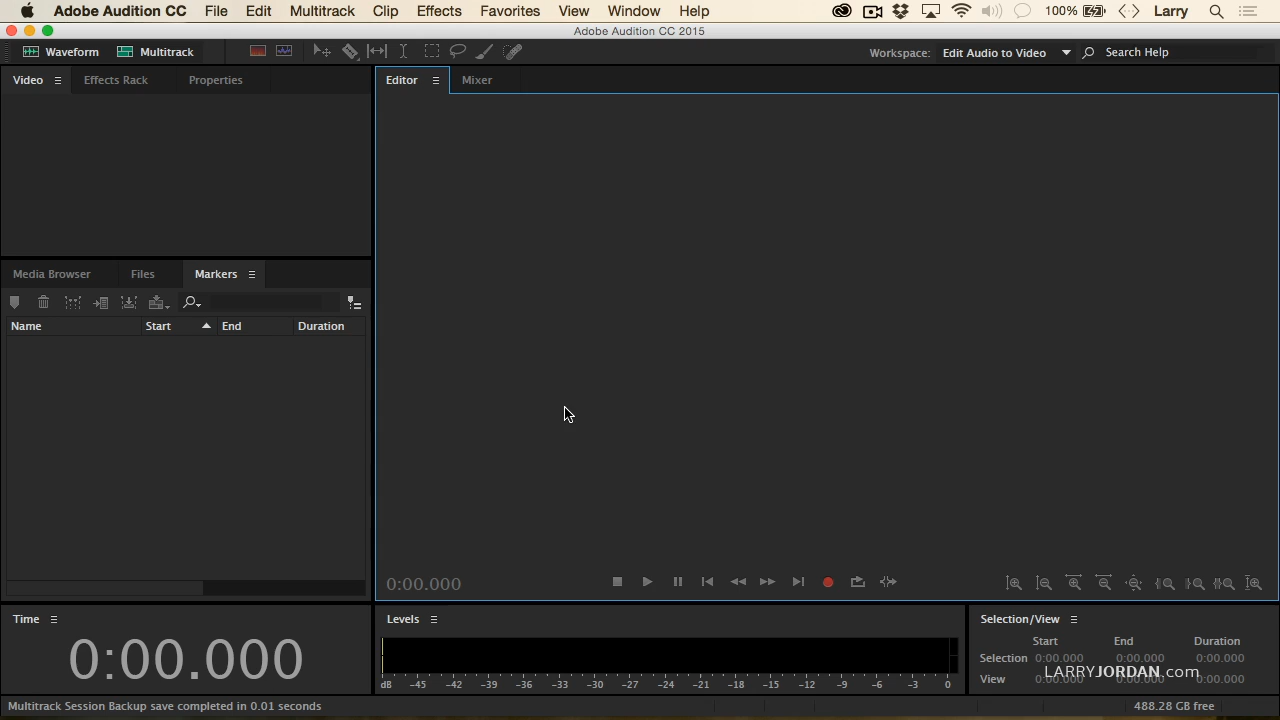 Adobe Audition CC File Edit Multitrack Clip Effects Favorites View Window Help 100% Larry
Adobe Audition CC 2015
Waveform Multitrack Workspace: Edit Audio to Video Search Help
Video Effects Rack Properties Editor Mixer
Media Browser Files Markers
Name Start End Duration
0:00.000
Time Levels Selection/View
0:00.000
Start End Duration
Selection 0:00.000 0:00.000 0:00.000
View 0:00.000 0:00.000 0:00.000
LARRYJORDAN.com
dB -45 -42 -39 -36 -33 -30 -27 -24 -21 -18 -15 -12 -9 -6 -3 0
Multitrack Session Backup save completed in 0.01 seconds 488.28 GB free